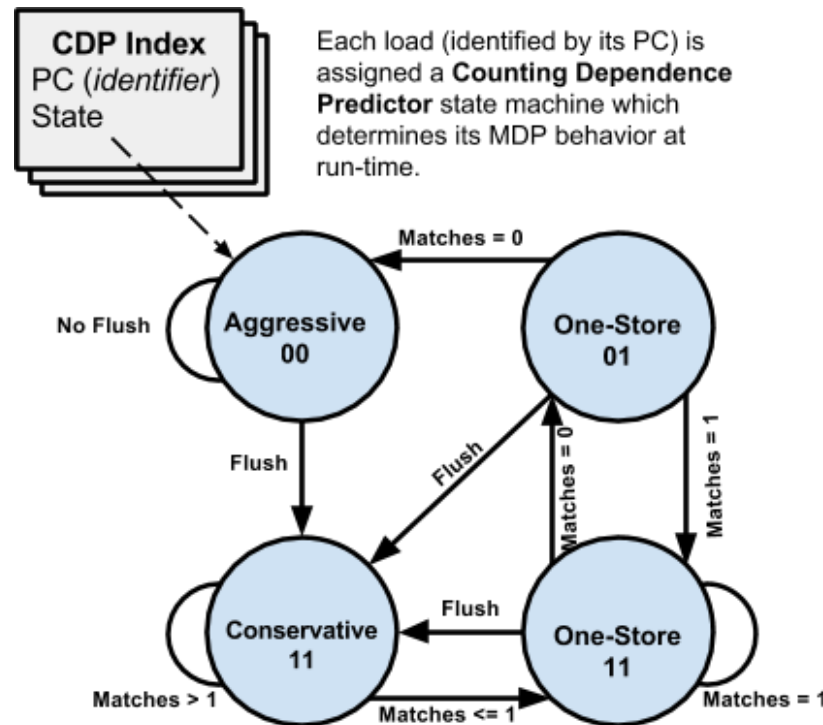 CDP Index
PC (identifier)
State
Each load (identified by its PC) is
assigned a Counting Dependence
Predictor state machine which
determines its MDP behavior at
run-time.
Matches = 0
No Flush
Aggressive
00
One-Store
01
Flush
Flush
Matches = 0
Matches = 1
Conservative
11
Flush
One-Store
11
Matches > 1
Matches <= 1
Matches = 1